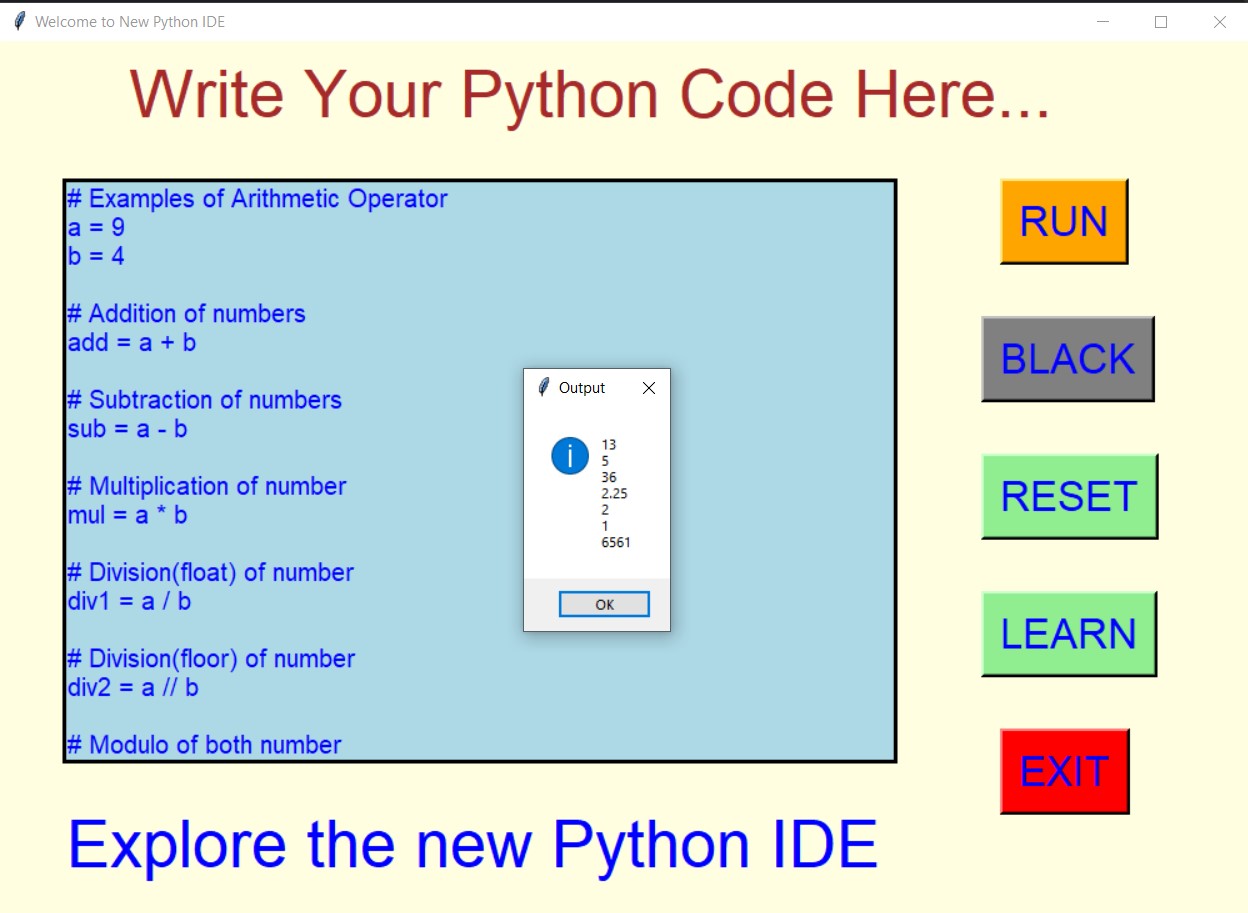 Welcome to New Python IDE
Write Your Python Code Here...
# Examples of Arithmetic Operator
a = 9
b = 4
# Addition of numbers
add = a + b
# Subtraction of numbers
sub = a - b
# Multiplication of number
mul = a * b
# Division(float) of number
div1 = a / b
# Division(floor) of number
div2 = a // b
# Modulo of both number
Output
13
5
36
2.25
2
1
6561
OK
RUN
BLACK
RESET
LEARN
EXIT
Explore the new Python IDE